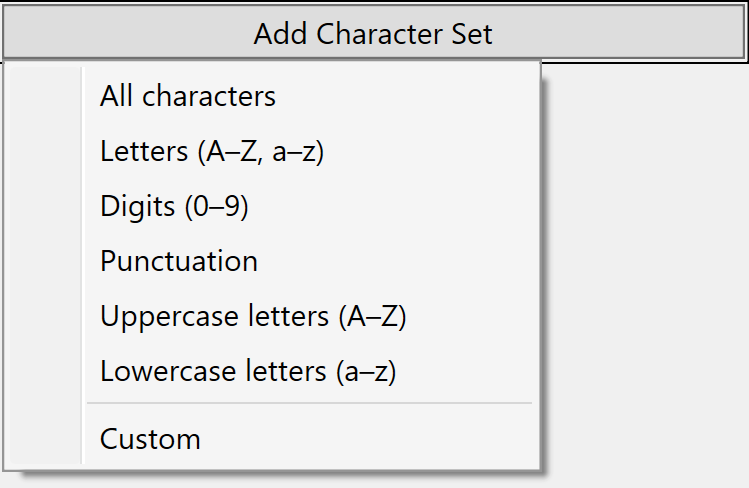 Add Character Set
All characters
Letters (A–Z, a–z)
Digits (0–9)
Punctuation
Uppercase letters (A–Z)
Lowercase letters (a–z)
Custom